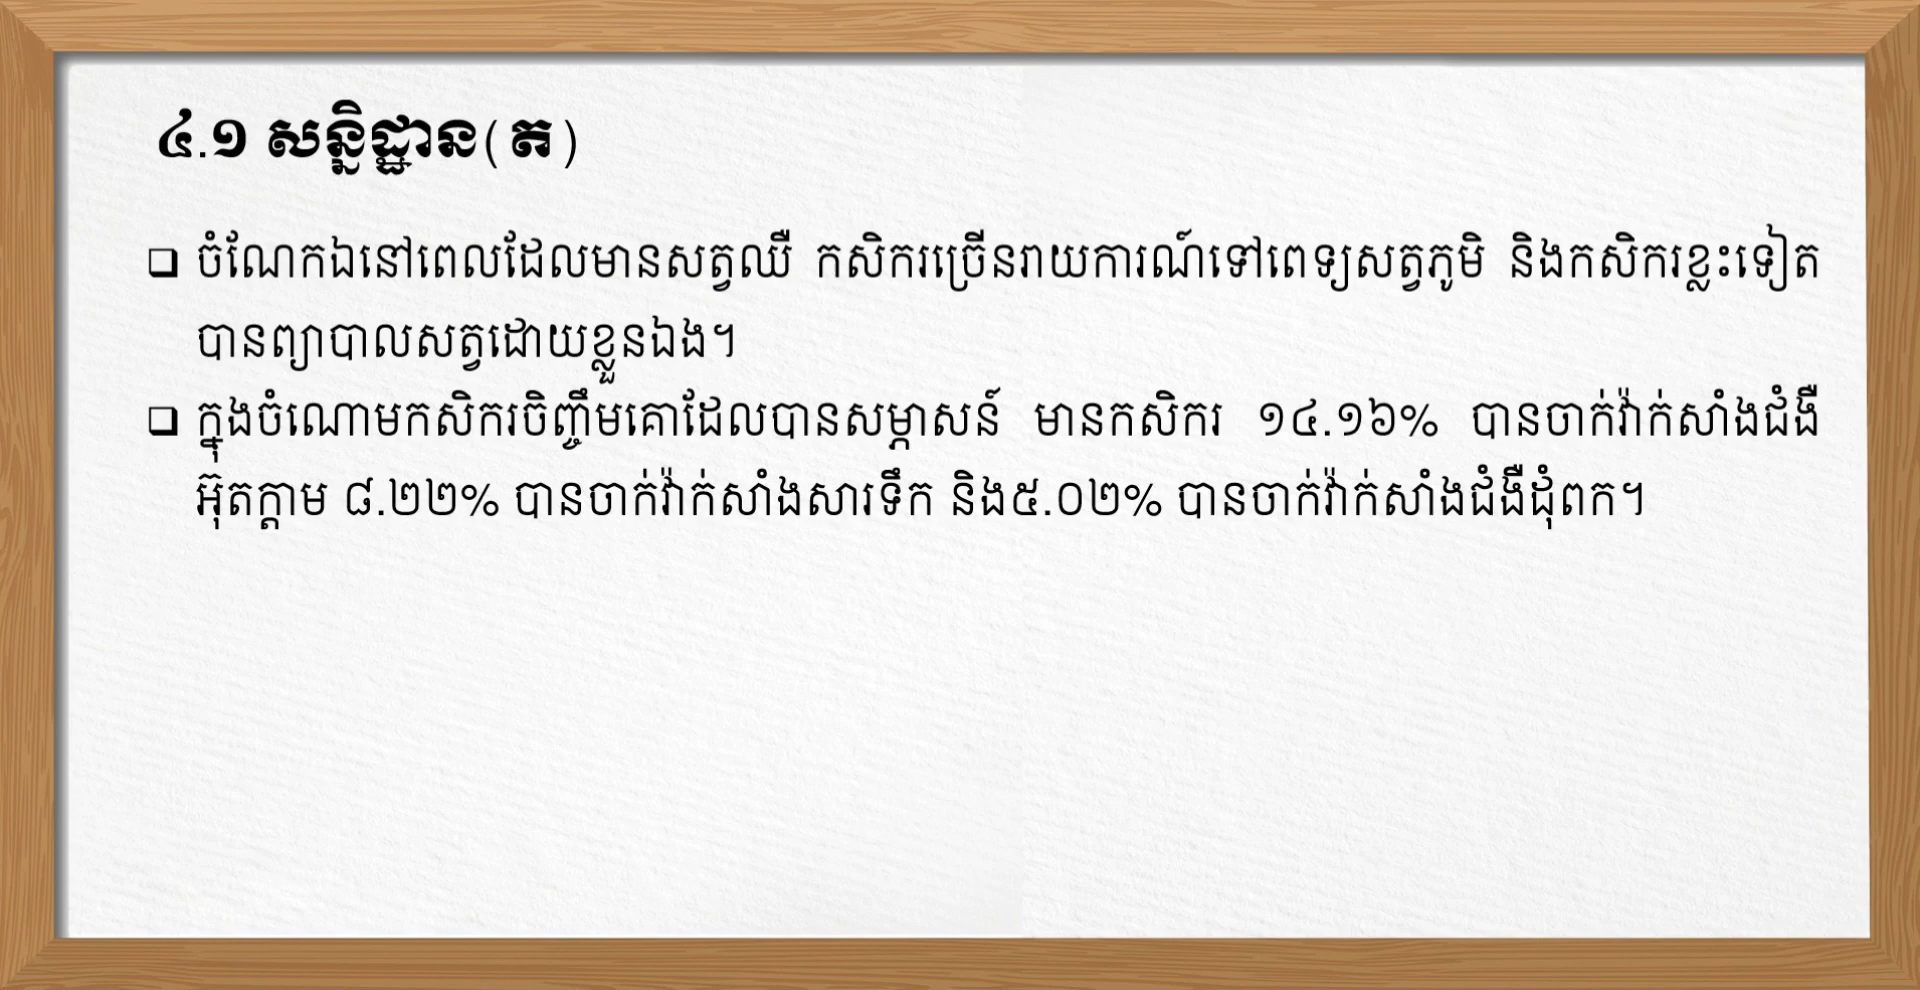 ៤.១ សន្និដ្ឋាន(ត)
❑ ចំណែកឯនៅពេលដែលមានសត្វឈឺ កសិករច្រើនរាយការណ៍ទៅពេទ្យសត្វភូមិ និងកសិករខ្លះទៀត
បានព្យាបាលសត្វដោយខ្លួនឯង។
❑ ក្នុងចំណោមកសិករចិញ្ចឹមគោដែលបានសម្ភាសន៍ មានកសិករ ១៤.១៦% បានចាក់វ៉ាក់សាំងជំងឺ
អ៊ុតក្តាម ៨.២២% បានចាក់វ៉ាក់សាំងសារទឹក និង៥.០២% បានចាក់វ៉ាក់សាំងជំងឺដុំពក។